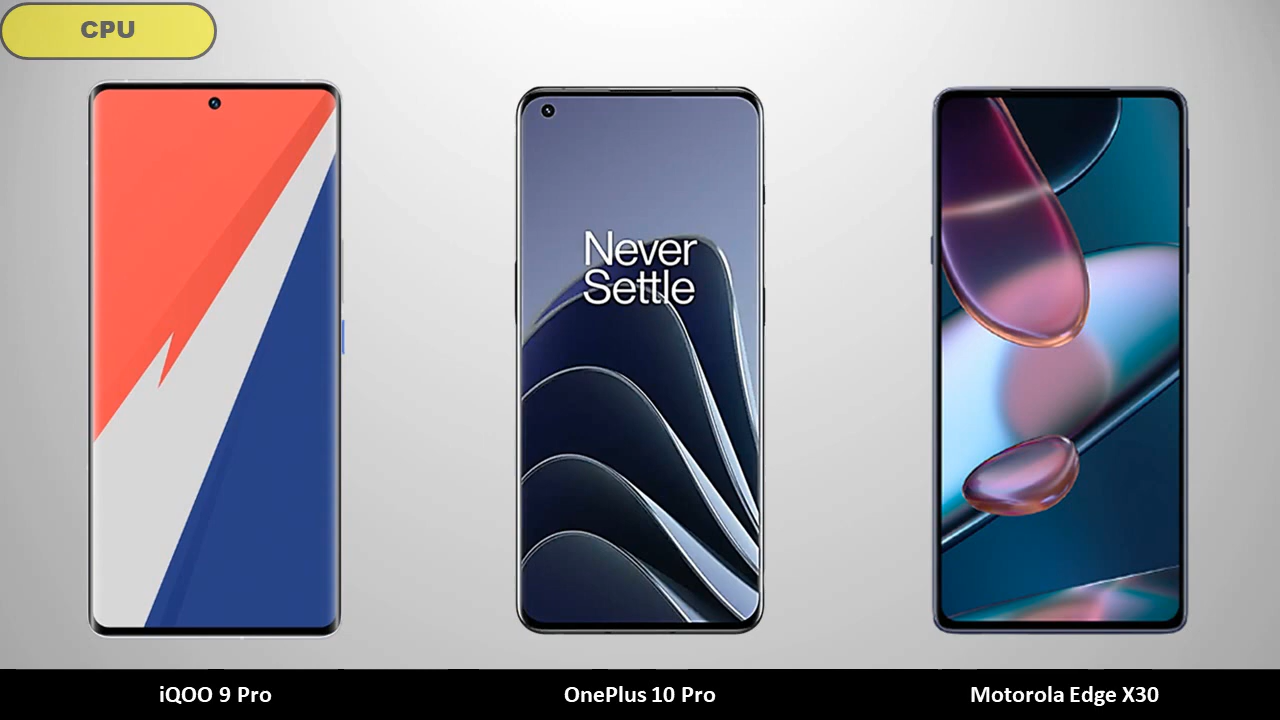 CPU
Never
Settle
iQOO 9 Pro
OnePlus 10 Pro
Motorola Edge X30